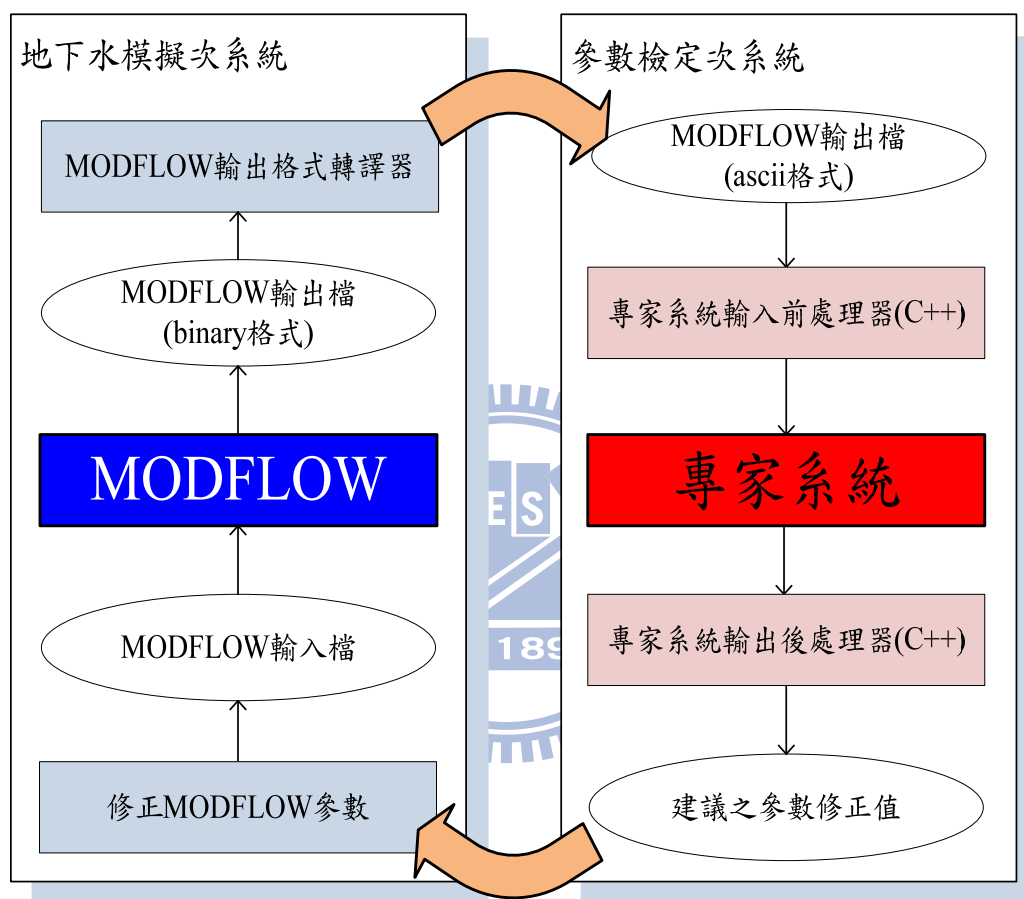 地下水模擬次系統
MODFLOW輸出格式轉譯器
MODFLOW輸出檔
(binary格式)
MODFLOW
MODFLOW輸入檔
修正MODFLOW參數
參數檢定次系統
MODFLOW輸出檔
(ascii格式)
專家系統輸入前處理器(C++)
專家系統
專家系統輸出後處理器(C++)
建議之參數修正值
ES
189